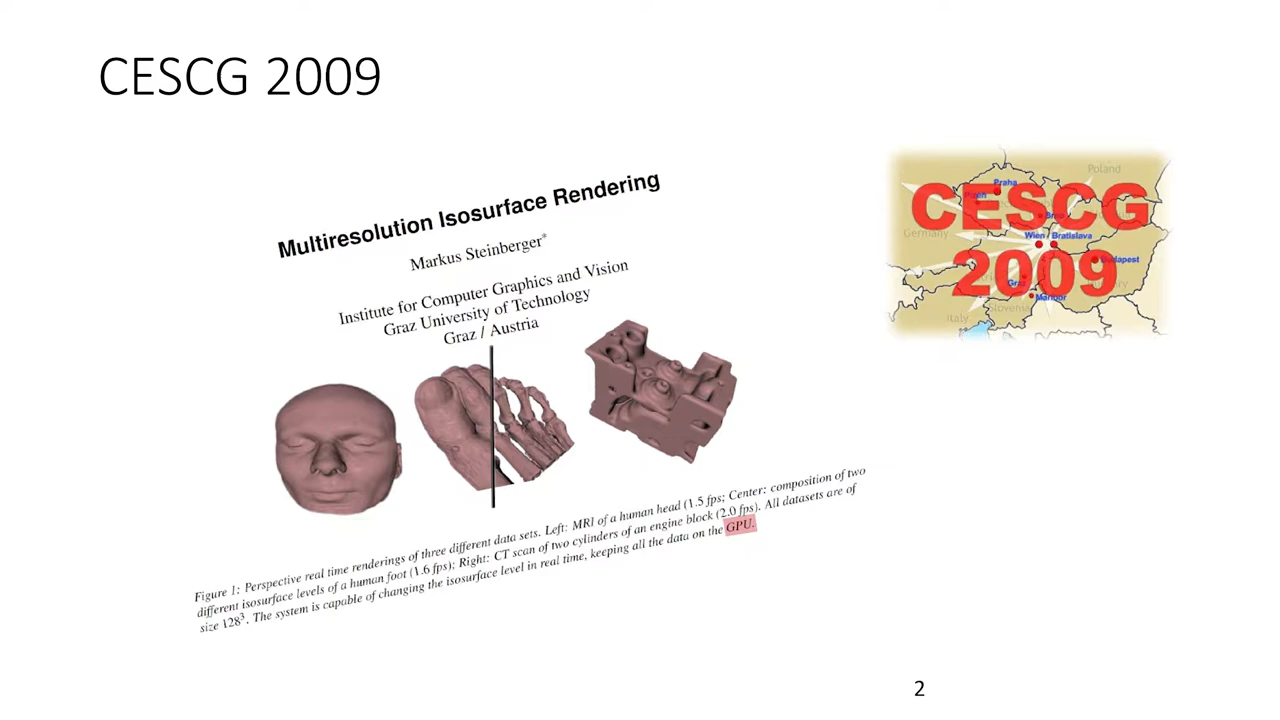 CESCG 2009
Multiresolution Isosurface Rendering
Markus Steinberger*
Institute for Computer Graphics and Vision
Graz University of Technology
Graz / Austria
Figure 1: Perspective real time renderings of three different data sets. Left: MRI of a human head (1.5 fps; Center: composition of two
different isosurface levels of a human foot (1.6 fps); Right: CT scan of two cylinders of an engine block (2.0 fps). All datasets are of
size 128³. The system is capable of changing the isosurface level in real time, keeping all the data on the GPU.
Poland
Praha
CESCG
Brno
Germany
Wien Bratislava
2009
Budapest
Graz
Maribor
Slovenia
Italy
2